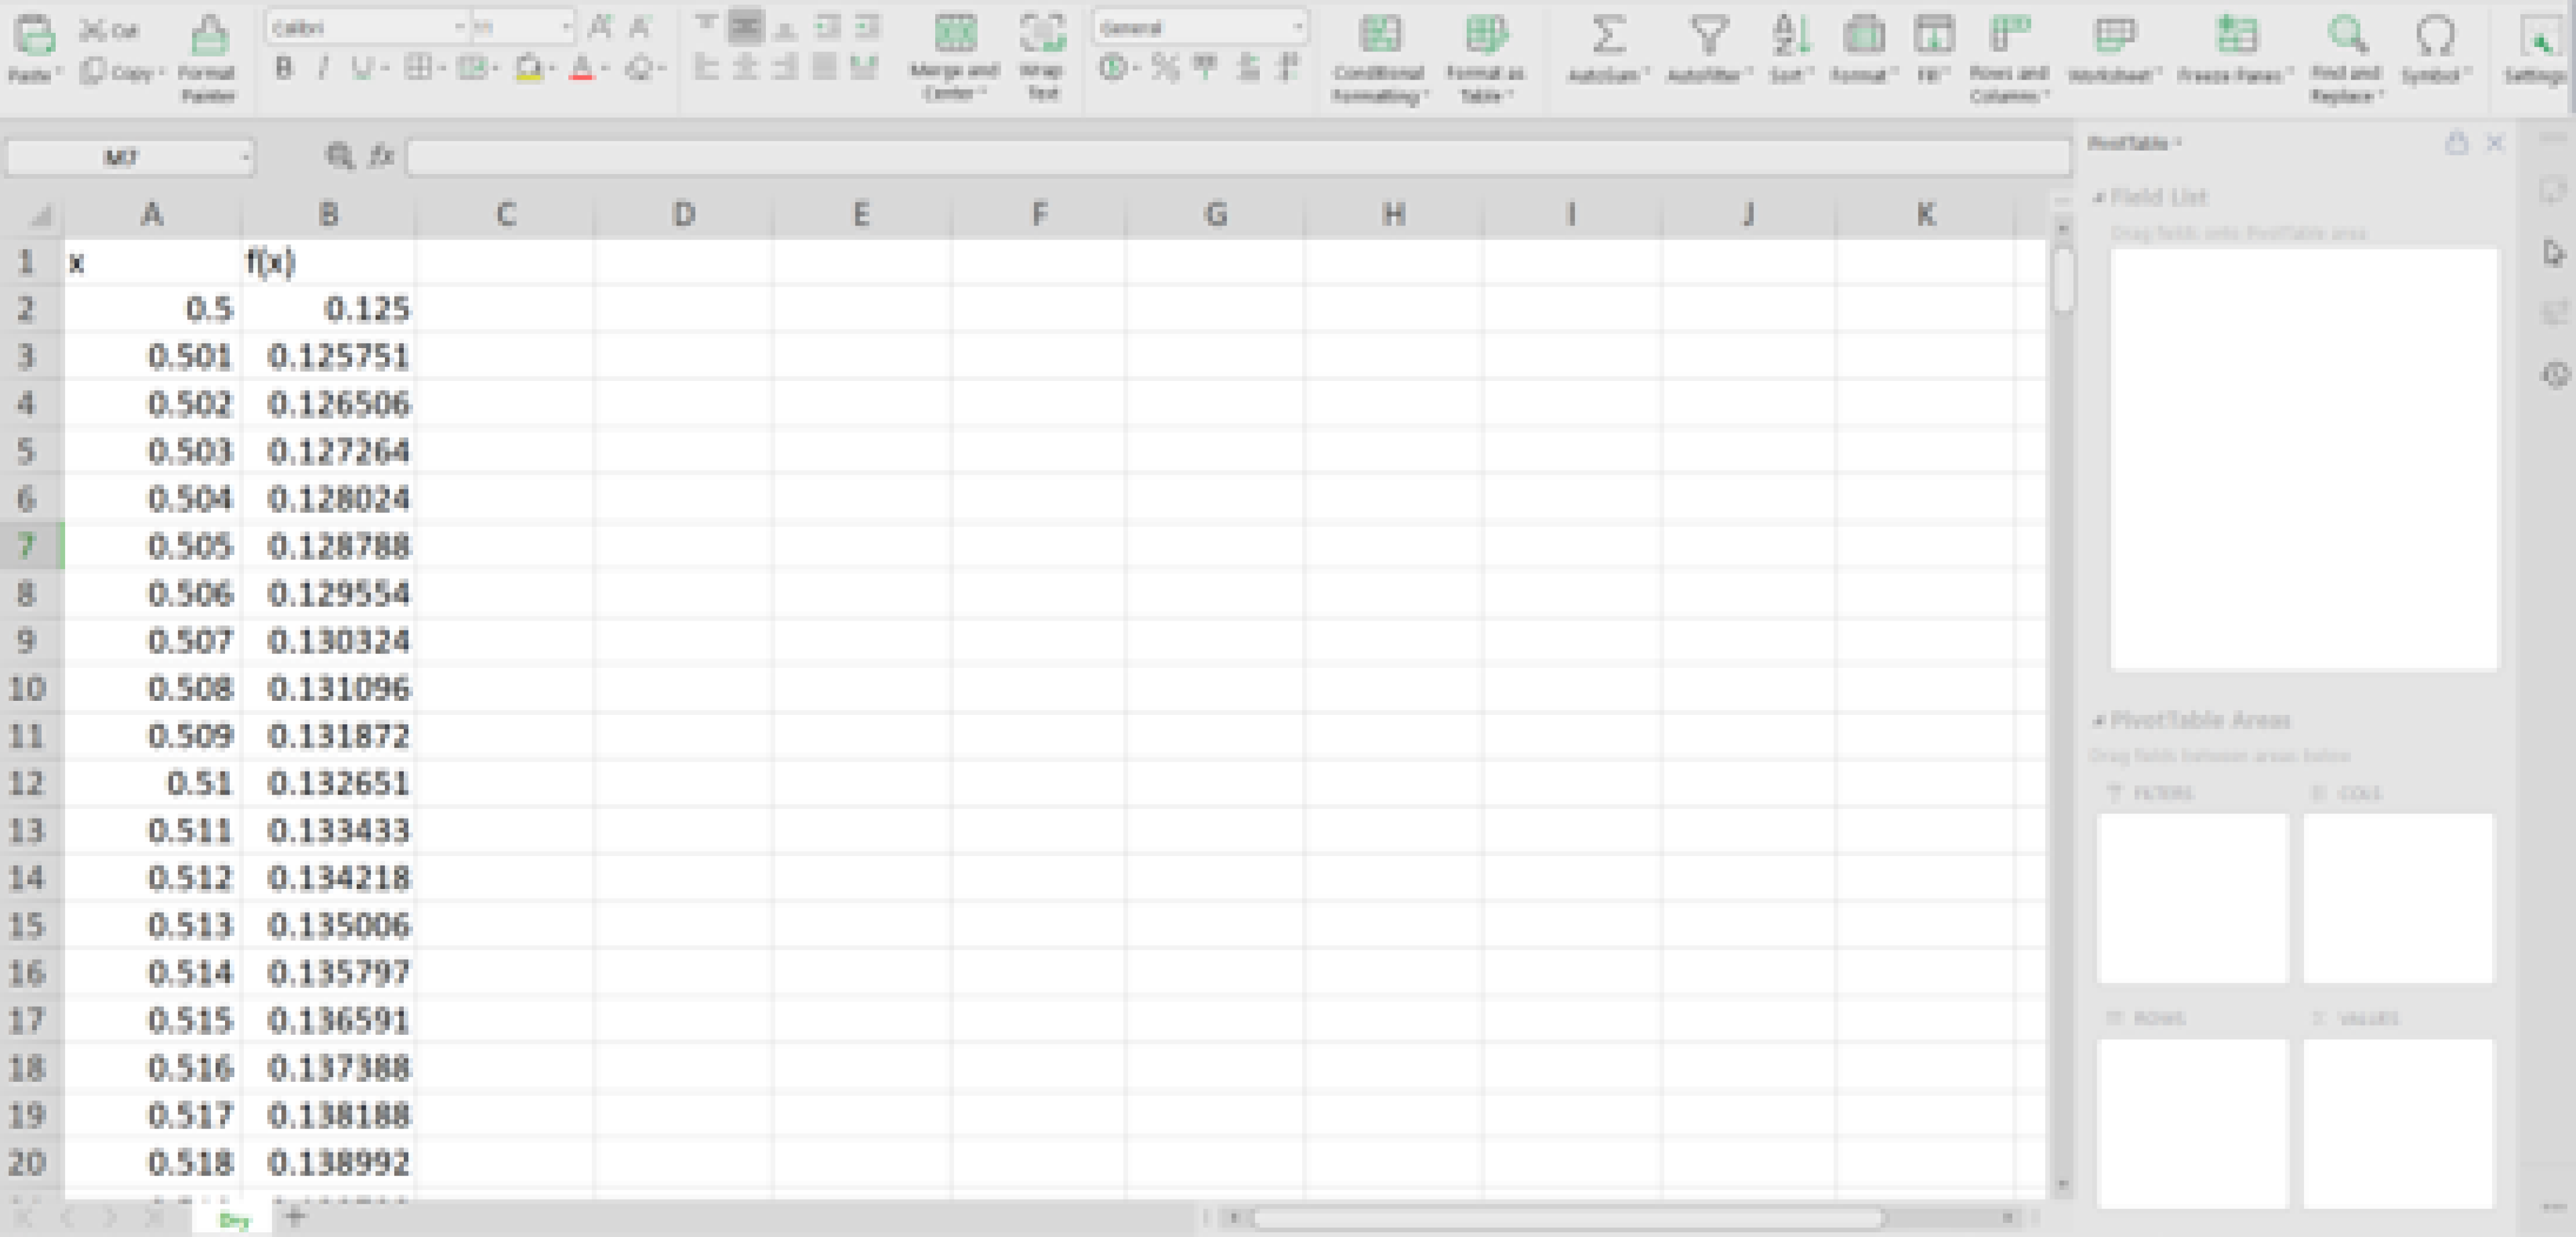 Paste Cut Copy Format Painter Calibri 11 B I U A Merge and Center Wrap Text General % Conditional Formatting Format as Table AutoSum AutoFilter Sort Format Fill Rows and Columns Worksheet Freeze Panes Find and Replace Symbol Settings
M7 fx
PivotTable
Field List
Drag fields onto PivotTable area
A B C D E F G H I J K
1 x f(x)
2 0.5 0.125
3 0.501 0.125751
4 0.502 0.126506
5 0.503 0.127264
6 0.504 0.128024
7 0.505 0.128788
8 0.506 0.129554
9 0.507 0.130324
10 0.508 0.131096
11 0.509 0.131872
12 0.51 0.132651
13 0.511 0.133433
14 0.512 0.134218
15 0.513 0.135006
16 0.514 0.135797
17 0.515 0.136591
18 0.516 0.137388
19 0.517 0.138188
20 0.518 0.138992
PivotTable Areas
Drag fields between areas below
FILTERS COLS
ROWS VALUES
Dry